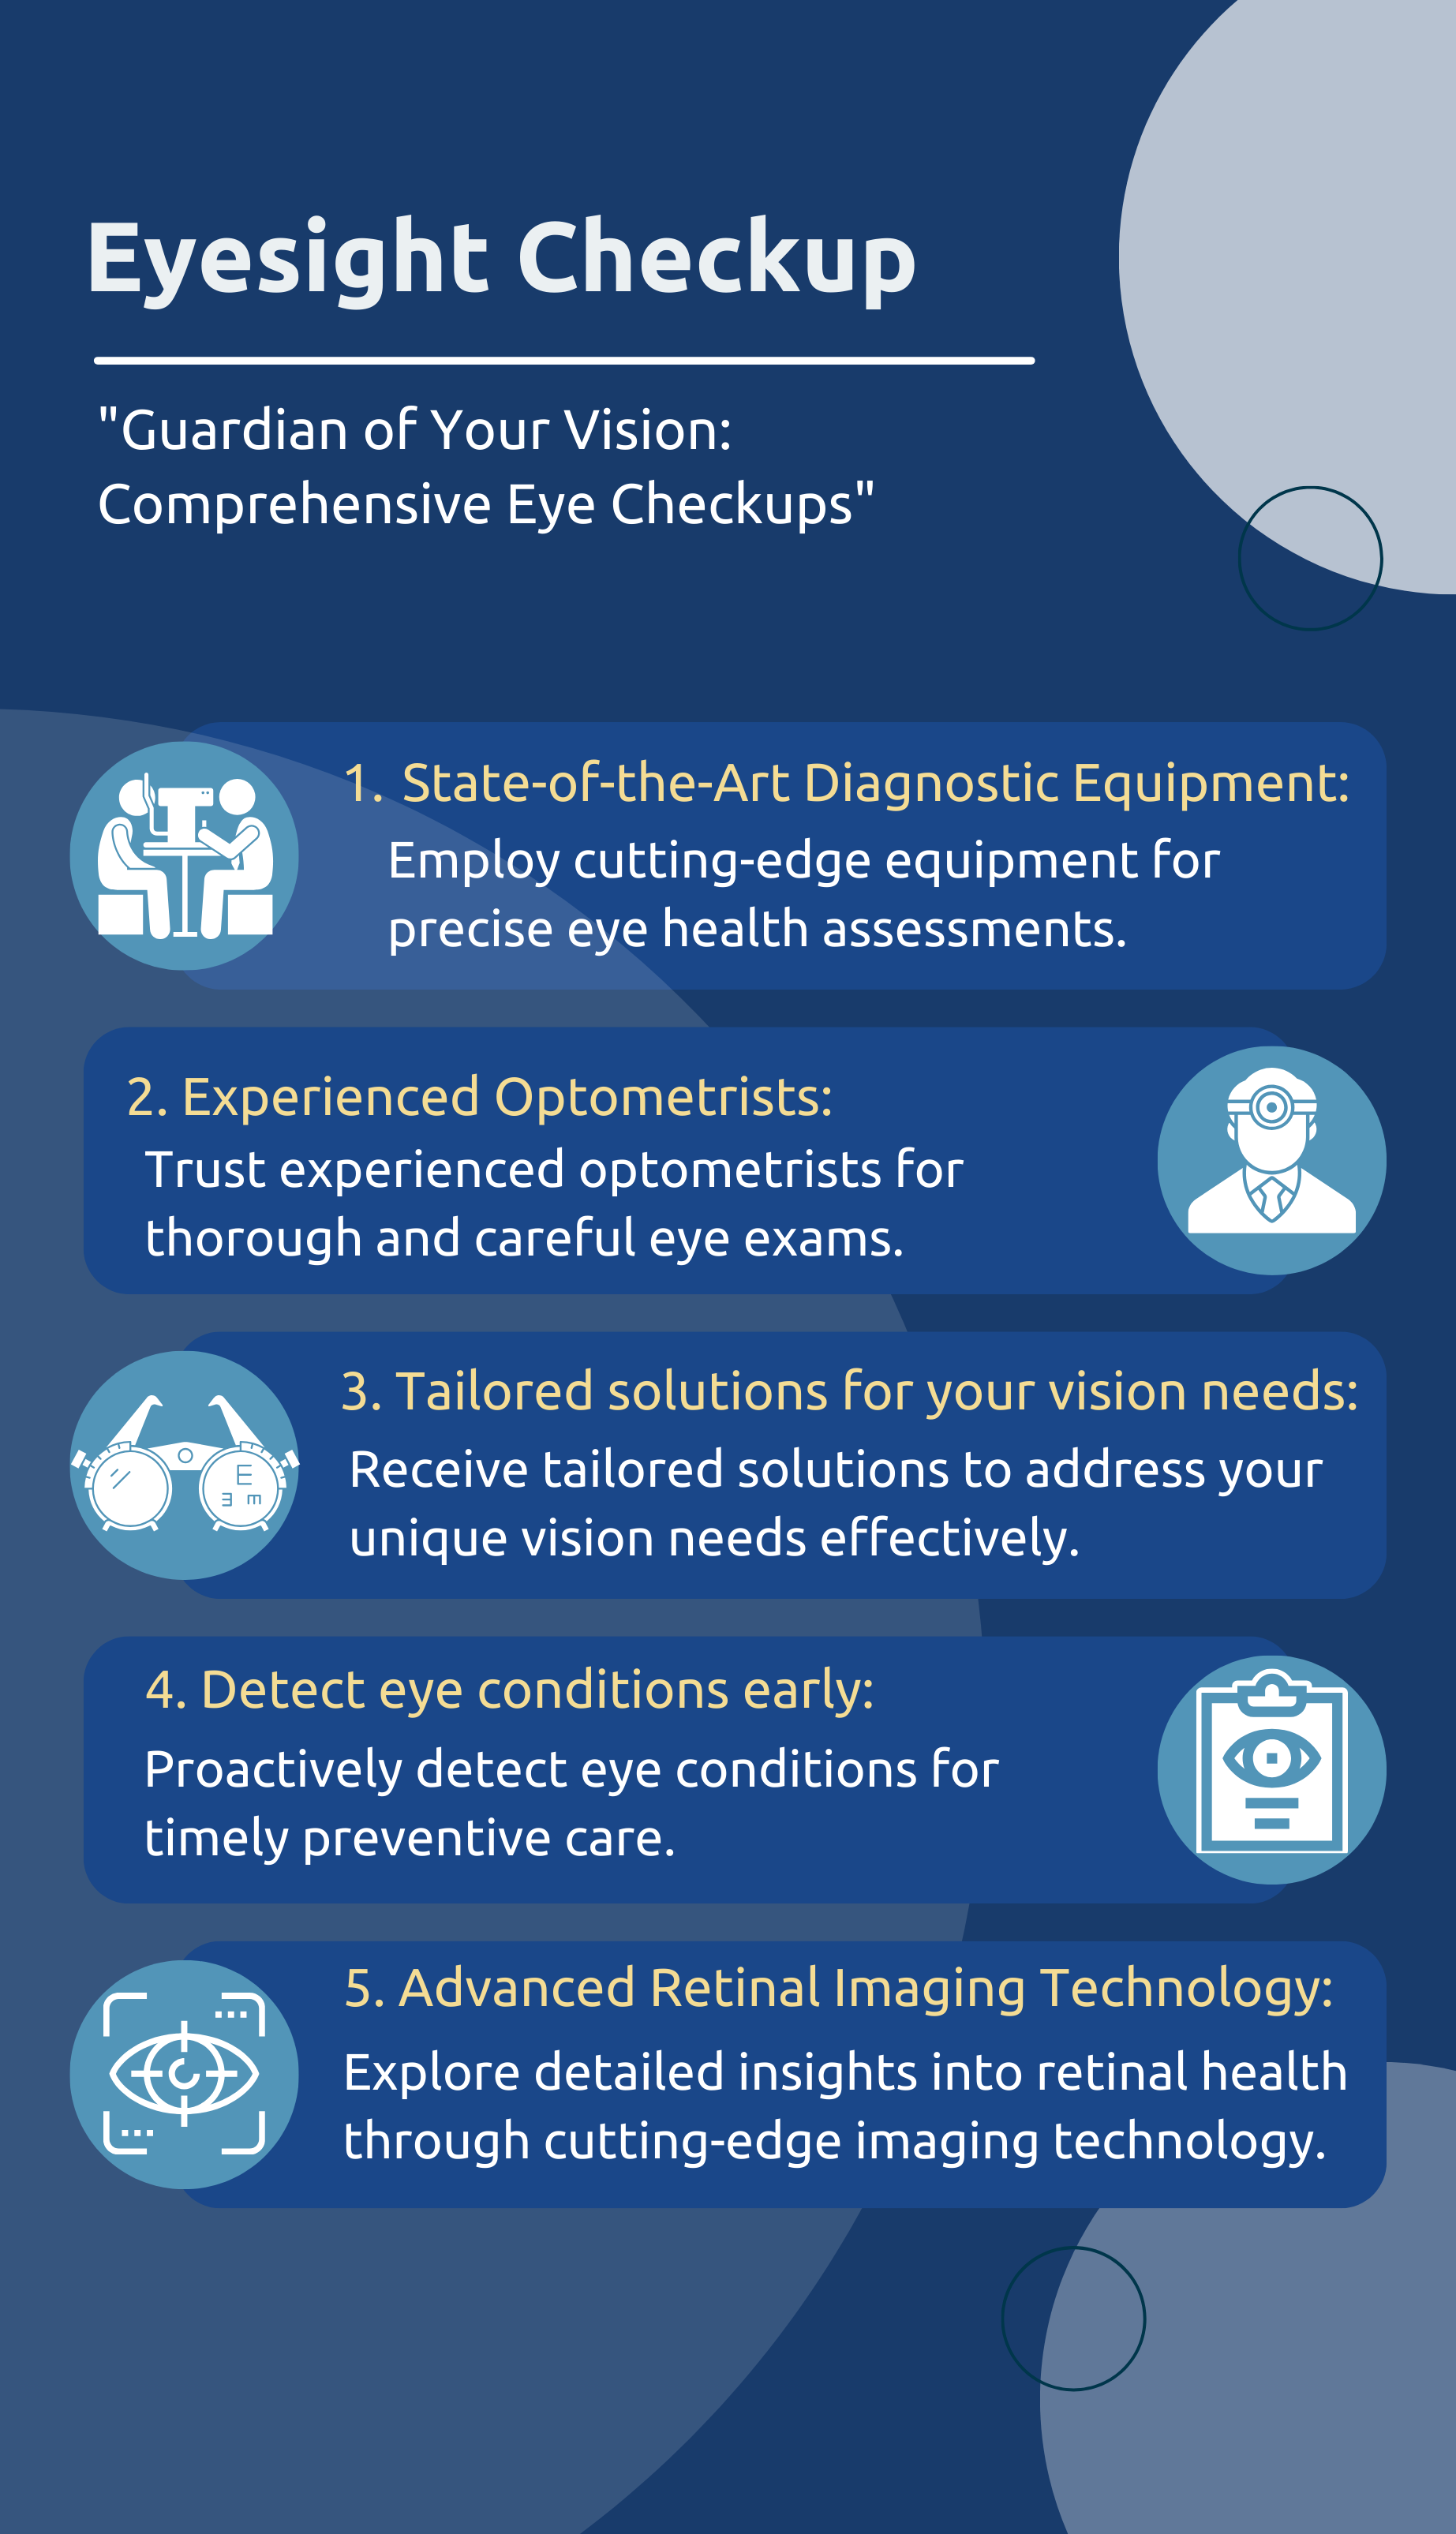 Eyesight Checkup
"Guardian of Your Vision:
Comprehensive Eye Checkups"
1. State-of-the-Art Diagnostic Equipment:
Employ cutting-edge equipment for
precise eye health assessments.
2. Experienced Optometrists:
Trust experienced optometrists for
thorough and careful eye exams.
3. Tailored solutions for your vision needs:
Receive tailored solutions to address your
unique vision needs effectively.
4. Detect eye conditions early:
Proactively detect eye conditions for
timely preventive care.
5. Advanced Retinal Imaging Technology:
Explore detailed insights into retinal health
through cutting-edge imaging technology.